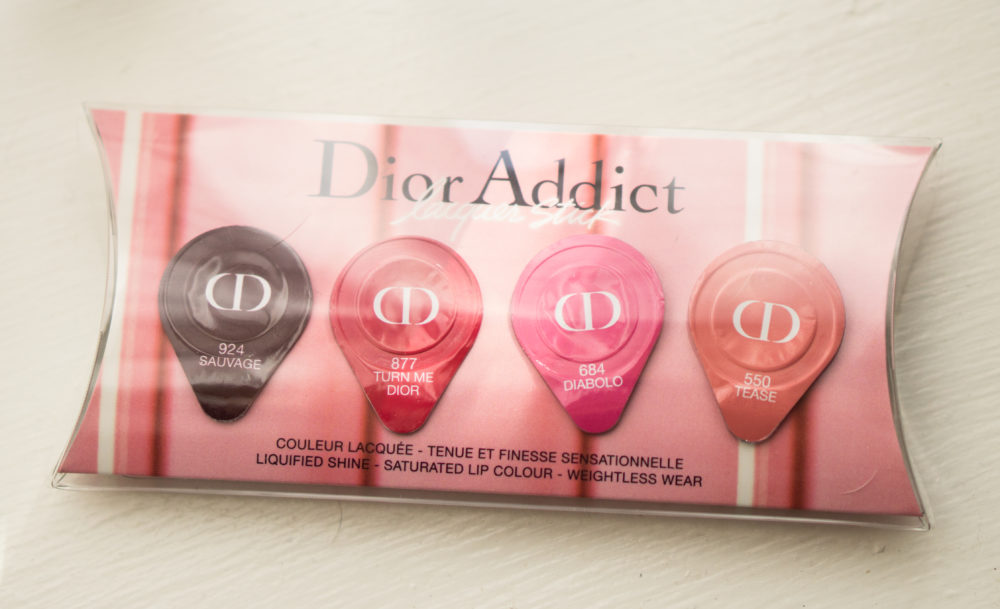 Dior Addict
lacquer stick
CD
924
SAUVAGE
CD
877
TURN ME
DIOR
CD
684
DIABOLO
CD
550
TEASE
COULEUR LACQUÉE - TENUE ET FINESSE SENSATIONNELLE
LIQUIFIED SHINE - SATURATED LIP COLOUR - WEIGHTLESS WEAR